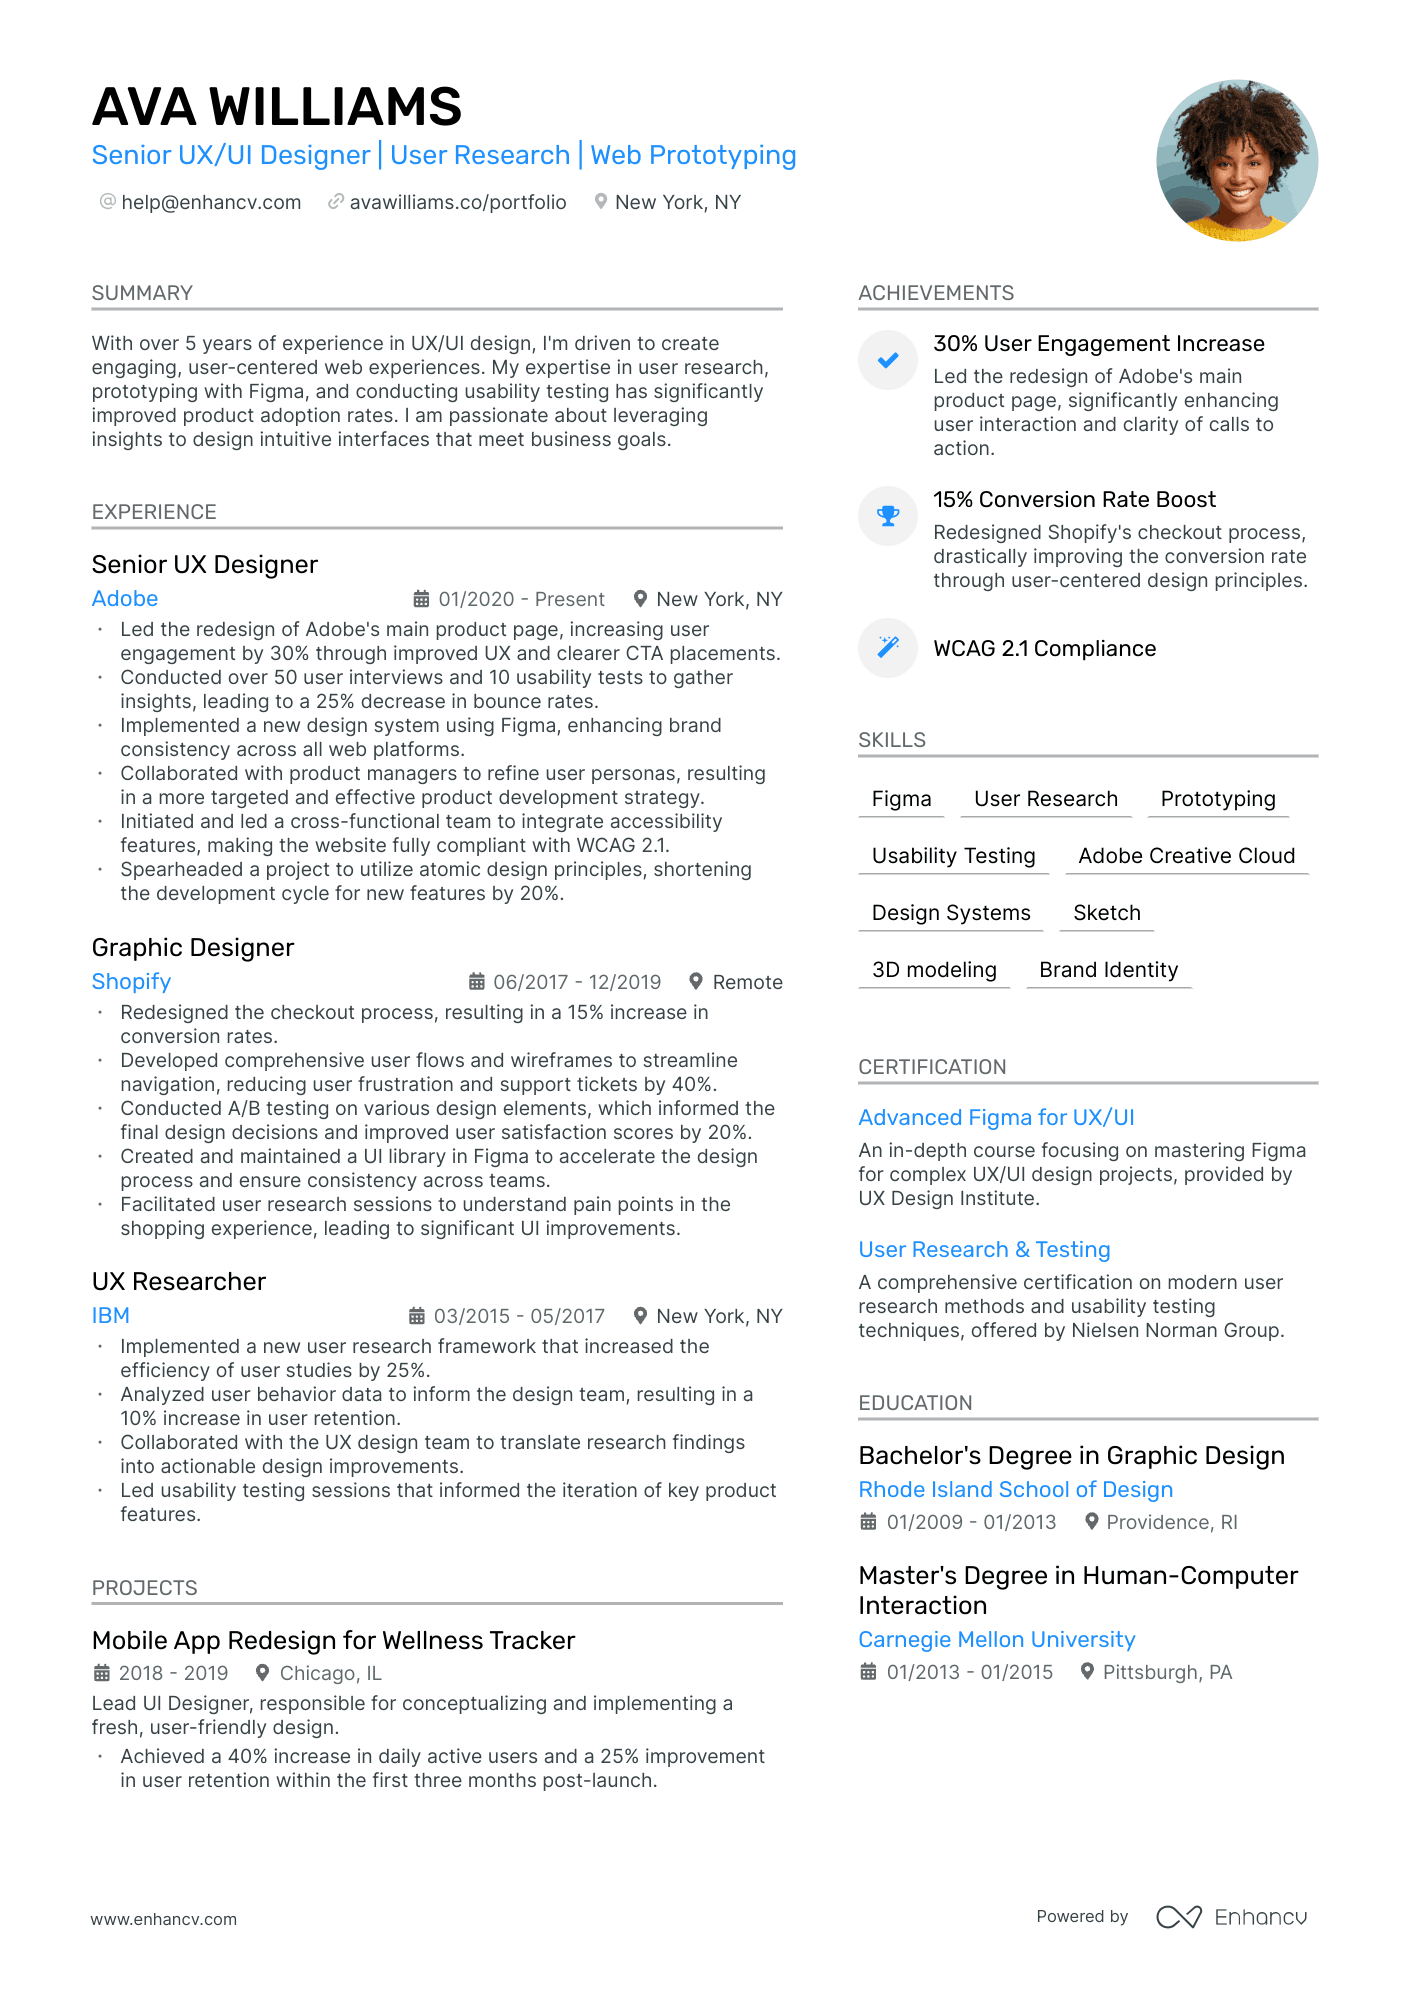 AVA WILLIAMS
Senior UX/UI Designer | User Research | Web Prototyping
help@enhancv.com avawilliams.co/portfolio New York, NY
SUMMARY
With over 5 years of experience in UX/UI design, I'm driven to create
engaging, user-centered web experiences. My expertise in user research,
prototyping with Figma, and conducting usability testing has significantly
improved product adoption rates. I am passionate about leveraging
insights to design intuitive interfaces that meet business goals.
EXPERIENCE
Senior UX Designer
Adobe 01/2020 - Present New York, NY
· Led the redesign of Adobe's main product page, increasing user
engagement by 30% through improved UX and clearer CTA placements.
· Conducted over 50 user interviews and 10 usability tests to gather
insights, leading to a 25% decrease in bounce rates.
· Implemented a new design system using Figma, enhancing brand
consistency across all web platforms.
· Collaborated with product managers to refine user personas, resulting
in a more targeted and effective product development strategy.
· Initiated and led a cross-functional team to integrate accessibility
features, making the website fully compliant with WCAG 2.1.
· Spearheaded a project to utilize atomic design principles, shortening
the development cycle for new features by 20%.
Graphic Designer
Shopify 06/2017 - 12/2019 Remote
· Redesigned the checkout process, resulting in a 15% increase in
conversion rates.
· Developed comprehensive user flows and wireframes to streamline
navigation, reducing user frustration and support tickets by 40%.
· Conducted A/B testing on various design elements, which informed the
final design decisions and improved user satisfaction scores by 20%.
· Created and maintained a UI library in Figma to accelerate the design
process and ensure consistency across teams.
· Facilitated user research sessions to understand pain points in the
shopping experience, leading to significant UI improvements.
UX Researcher
IBM 03/2015 - 05/2017 New York, NY
· Implemented a new user research framework that increased the
efficiency of user studies by 25%.
· Analyzed user behavior data to inform the design team, resulting in a
10% increase in user retention.
· Collaborated with the UX design team to translate research findings
into actionable design improvements.
· Led usability testing sessions that informed the iteration of key product
features.
PROJECTS
Mobile App Redesign for Wellness Tracker
2018 - 2019 Chicago, IL
Lead UI Designer, responsible for conceptualizing and implementing a
fresh, user-friendly design.
· Achieved a 40% increase in daily active users and a 25% improvement
in user retention within the first three months post-launch.
ACHIEVEMENTS
30% User Engagement Increase
Led the redesign of Adobe's main
product page, significantly enhancing
user interaction and clarity of calls to
action.
15% Conversion Rate Boost
Redesigned Shopify's checkout process,
drastically improving the conversion rate
through user-centered design principles.
WCAG 2.1 Compliance
SKILLS
Figma User Research Prototyping
Usability Testing Adobe Creative Cloud
Design Systems Sketch
3D modeling Brand Identity
CERTIFICATION
Advanced Figma for UX/UI
An in-depth course focusing on mastering Figma
for complex UX/UI design projects, provided by
UX Design Institute.
User Research & Testing
A comprehensive certification on modern user
research methods and usability testing
techniques, offered by Nielsen Norman Group.
EDUCATION
Bachelor's Degree in Graphic Design
Rhode Island School of Design
01/2009 - 01/2013 Providence, RI
Master's Degree in Human-Computer
Interaction
Carnegie Mellon University
01/2013 - 01/2015 Pittsburgh, PA
www.enhancv.com
Powered by Enhancv